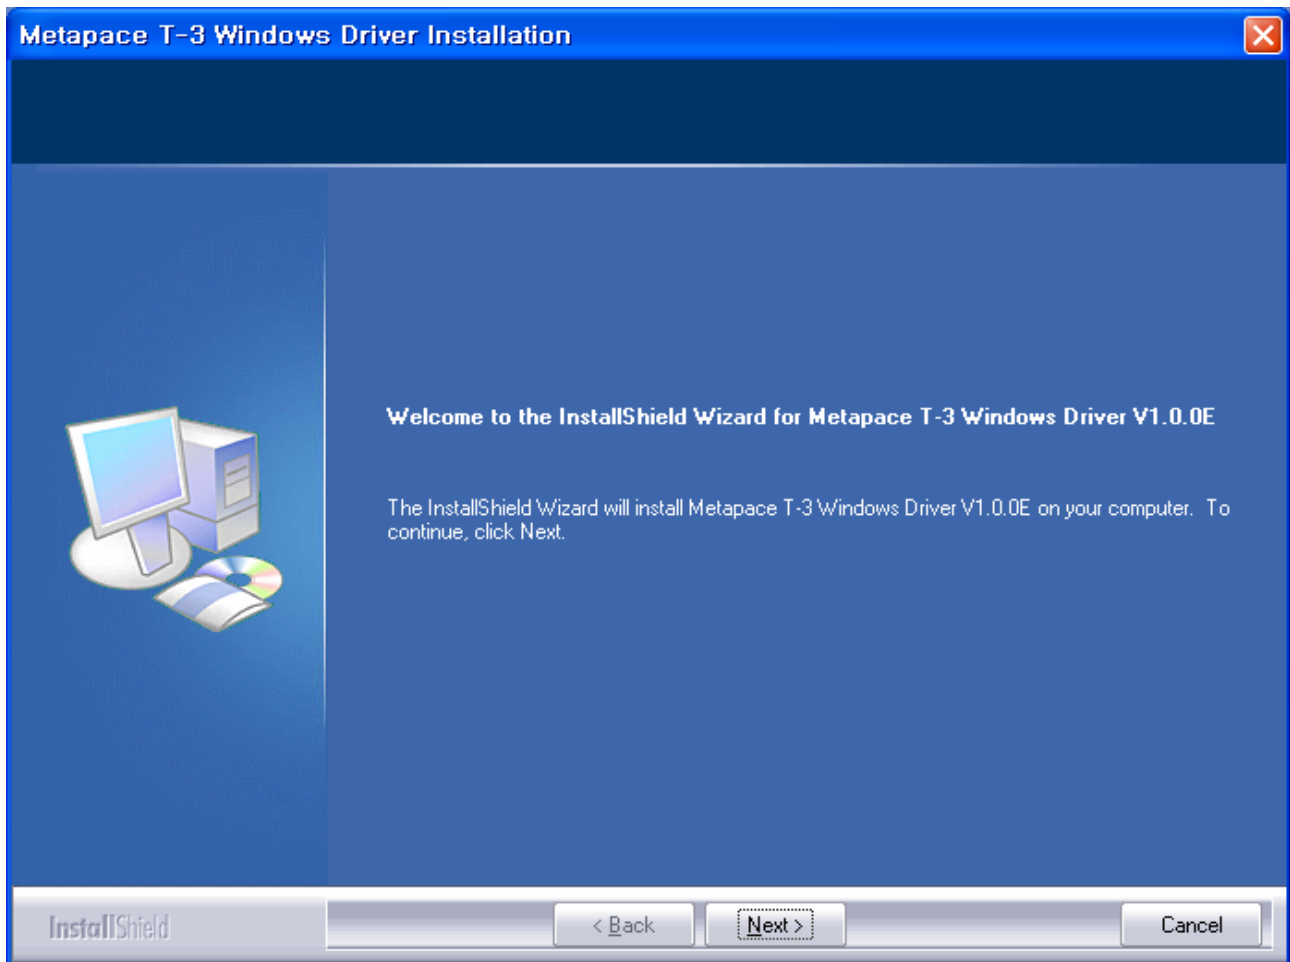 Metapace T-3 Windows Driver Installation
Welcome to the InstallShield Wizard for Metapace T-3 Windows Driver V1.0.0E
The InstallShield Wizard will install Metapace T-3 Windows Driver V1.0.0E on your computer.  To
continue, click Next.
InstallShield
< Back
Next >
Cancel